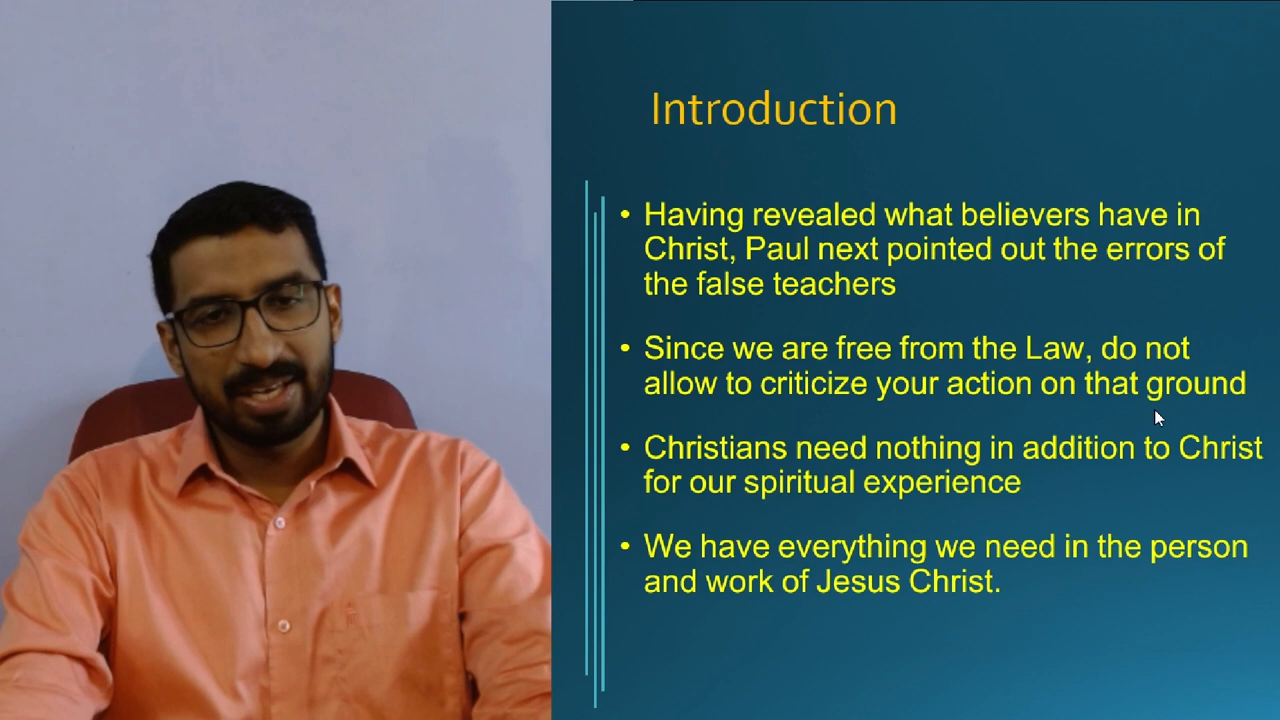 Introduction
• Having revealed what believers have in
Christ, Paul next pointed out the errors of
the false teachers
• Since we are free from the Law, do not
allow to criticize your action on that ground
• Christians need nothing in addition to Christ
for our spiritual experience
• We have everything we need in the person
and work of Jesus Christ.